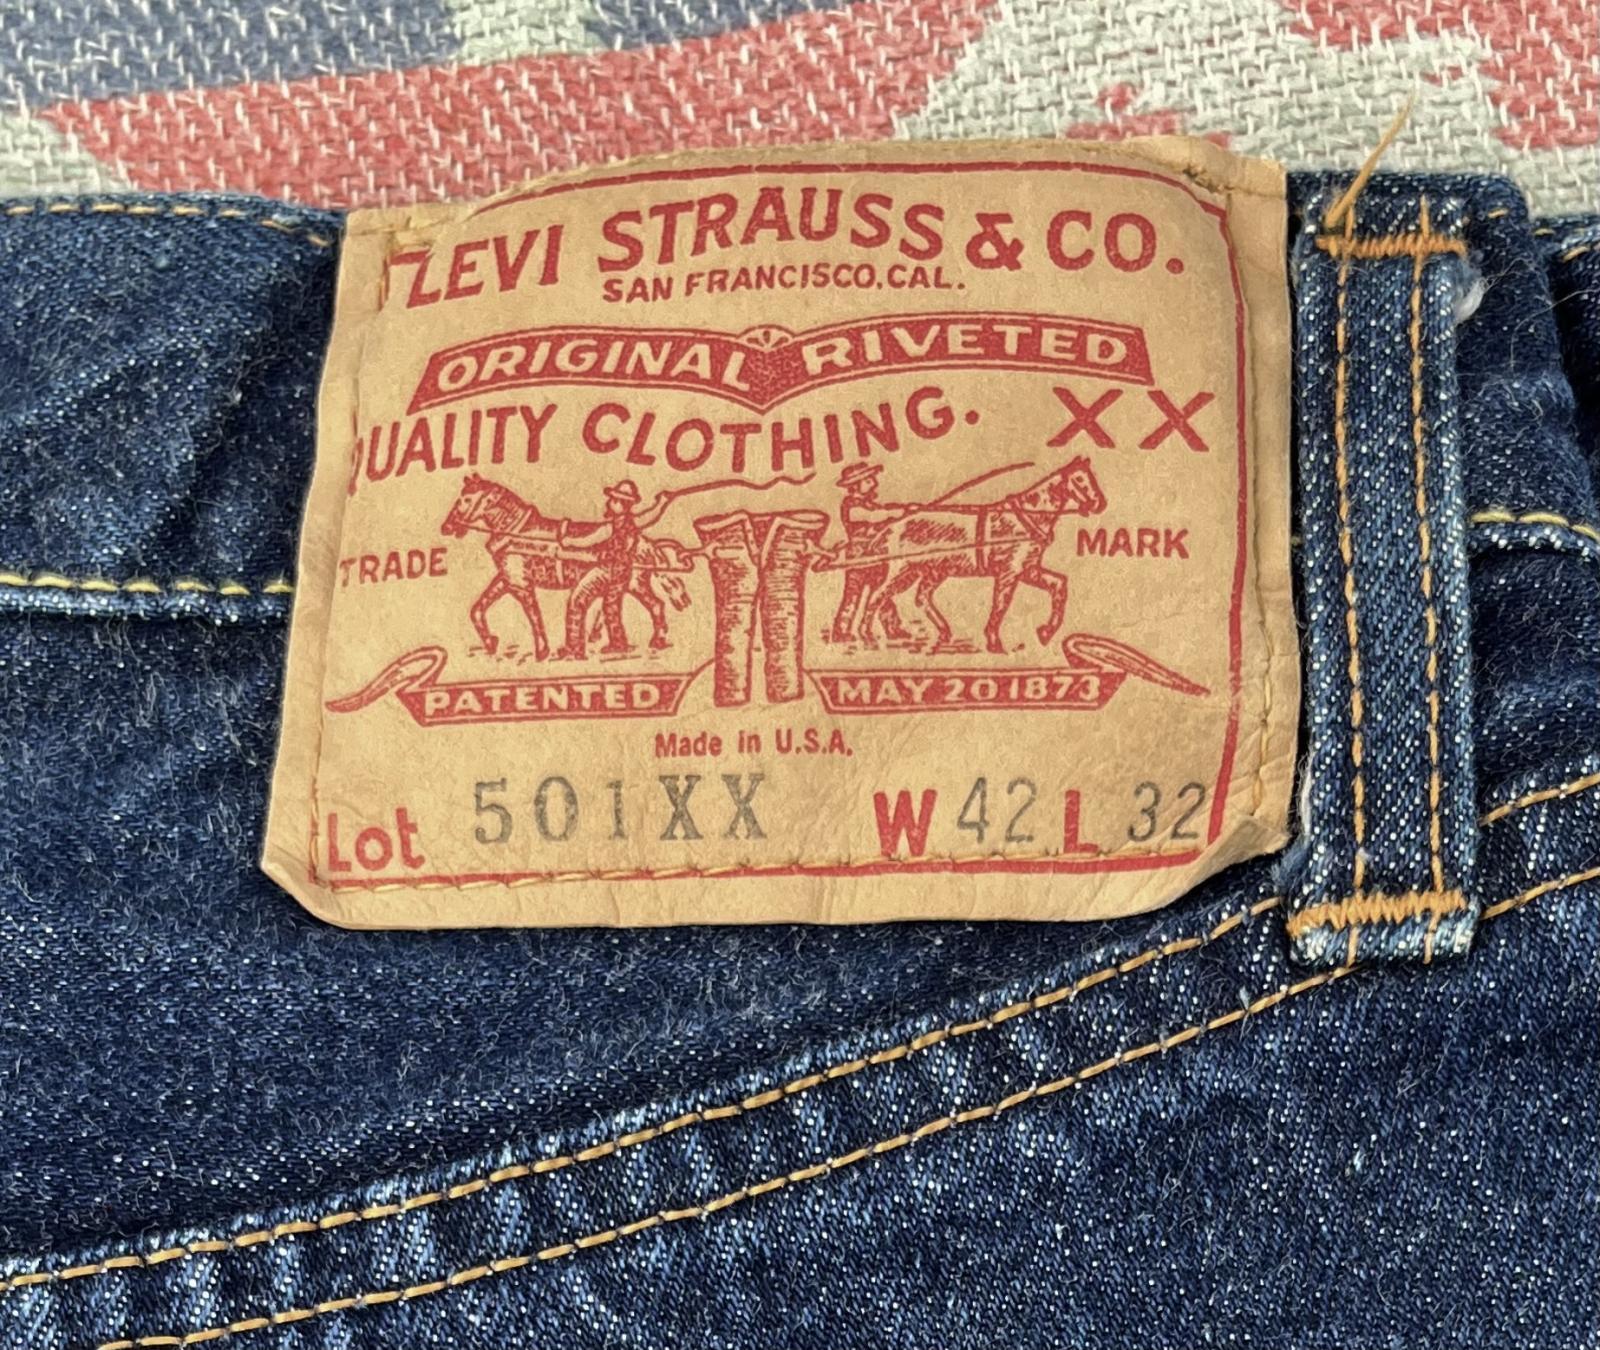 LEVI STRAUSS & CO.
SAN FRANCISCO, CAL.
ORIGINAL RIVETED
QUALITY CLOTHING. XX
TRADE MARK
PATENTED MAY 20 1873
Made in U.S.A.
Lot 501XX W 42 L 32